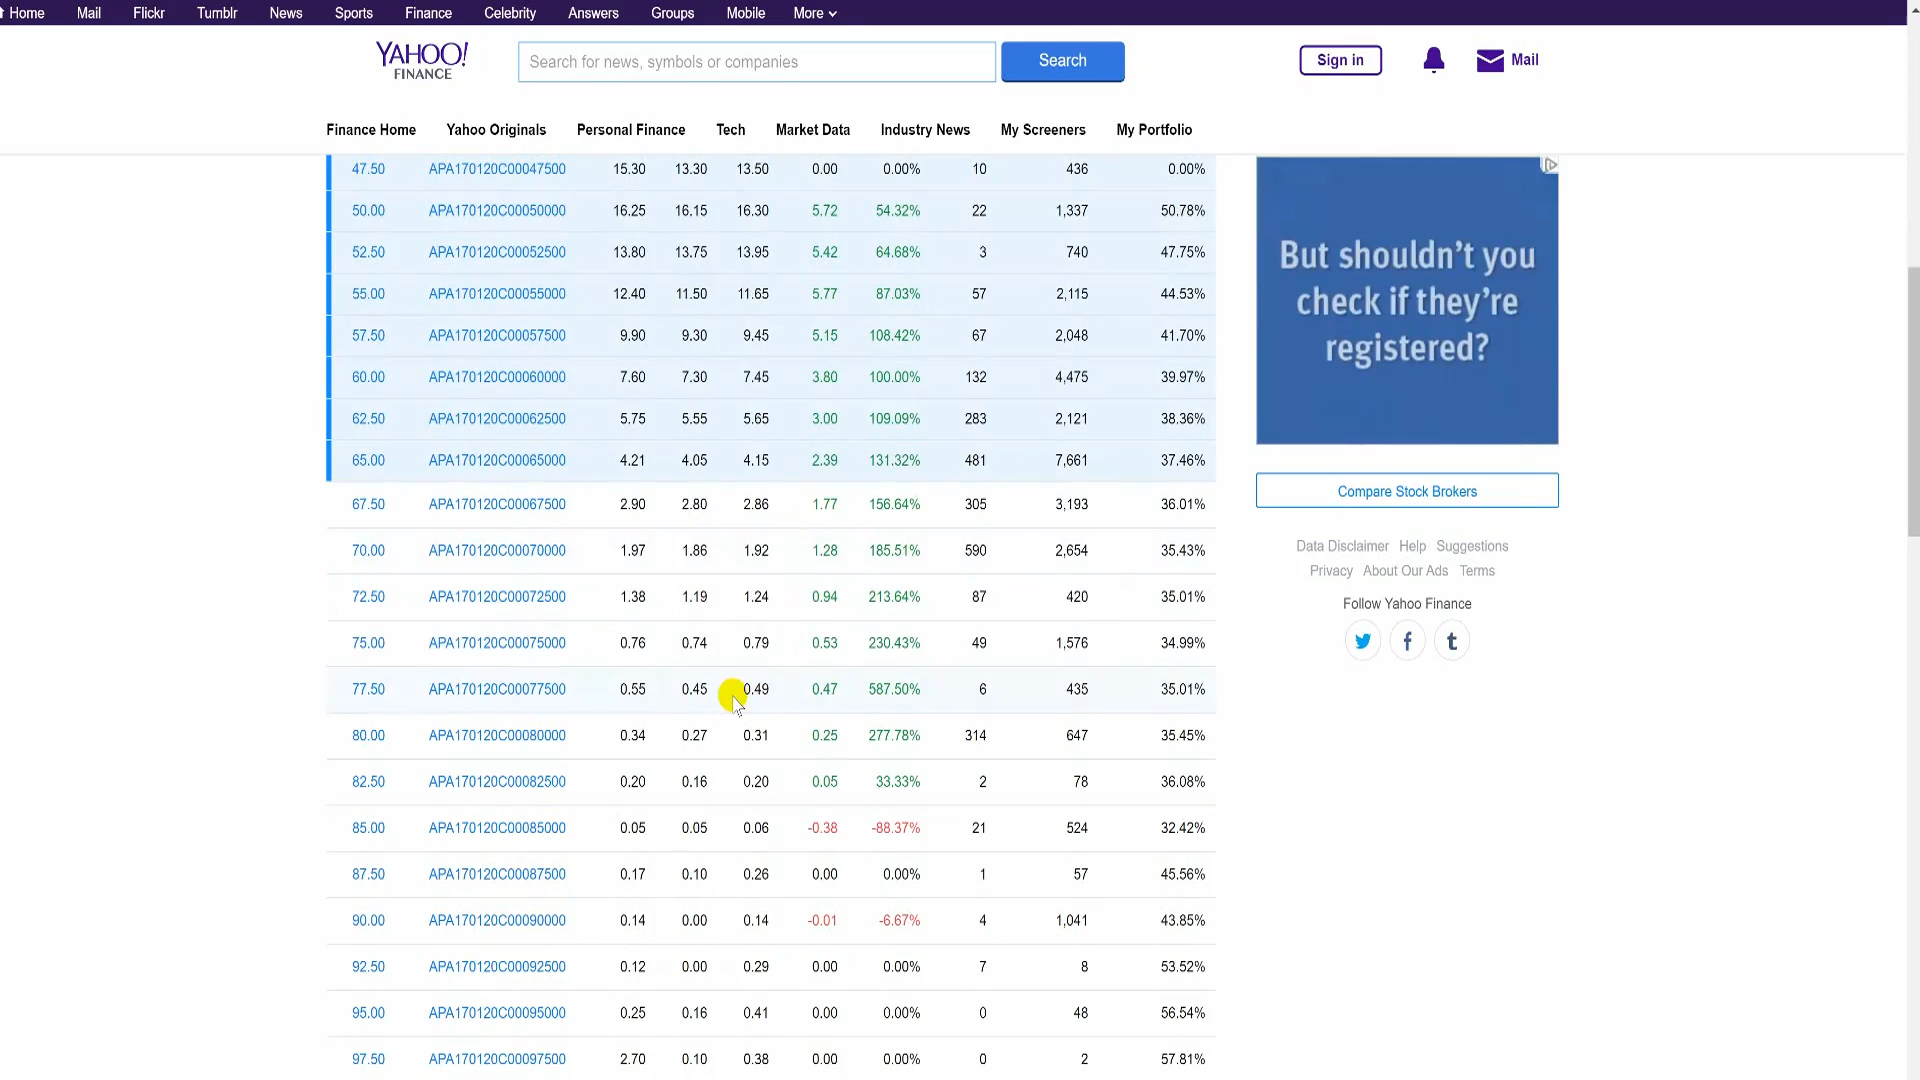 Home Mail Flickr Tumblr News Sports Finance Celebrity Answers Groups Mobile More
YAHOO!
FINANCE
Search for news, symbols or companies
Search
Sign in
Mail
Finance Home Yahoo Originals Personal Finance Tech Market Data Industry News My Screeners My Portfolio
47.50 APA170120C00047500 15.30 13.30 13.50 0.00 0.00% 10 436 0.00%
50.00 APA170120C00050000 16.25 16.15 16.30 5.72 54.32% 22 1,337 50.78%
52.50 APA170120C00052500 13.80 13.75 13.95 5.42 64.68% 3 740 47.75%
55.00 APA170120C00055000 12.40 11.50 11.65 5.77 87.03% 57 2,115 44.53%
57.50 APA170120C00057500 9.90 9.30 9.45 5.15 108.42% 67 2,048 41.70%
60.00 APA170120C00060000 7.60 7.30 7.45 3.80 100.00% 132 4,475 39.97%
62.50 APA170120C00062500 5.75 5.55 5.65 3.00 109.09% 283 2,121 38.36%
65.00 APA170120C00065000 4.21 4.05 4.15 2.39 131.32% 481 7,661 37.46%
67.50 APA170120C00067500 2.90 2.80 2.86 1.77 156.64% 305 3,193 36.01%
70.00 APA170120C00070000 1.97 1.86 1.92 1.28 185.51% 590 2,654 35.43%
72.50 APA170120C00072500 1.38 1.19 1.24 0.94 213.64% 87 420 35.01%
75.00 APA170120C00075000 0.76 0.74 0.79 0.53 230.43% 49 1,576 34.99%
77.50 APA170120C00077500 0.55 0.45 0.49 0.47 587.50% 6 435 35.01%
80.00 APA170120C00080000 0.34 0.27 0.31 0.25 277.78% 314 647 35.45%
82.50 APA170120C00082500 0.20 0.16 0.20 0.05 33.33% 2 78 36.08%
85.00 APA170120C00085000 0.05 0.05 0.06 -0.38 -88.37% 21 524 32.42%
87.50 APA170120C00087500 0.17 0.10 0.26 0.00 0.00% 1 57 45.56%
90.00 APA170120C00090000 0.14 0.00 0.14 -0.01 -6.67% 4 1,041 43.85%
92.50 APA170120C00092500 0.12 0.00 0.29 0.00 0.00% 7 8 53.52%
95.00 APA170120C00095000 0.25 0.16 0.41 0.00 0.00% 0 48 56.54%
97.50 APA170120C00097500 2.70 0.10 0.38 0.00 0.00% 0 2 57.81%
But shouldn't you
check if they're
registered?
Compare Stock Brokers
Data Disclaimer Help Suggestions
Privacy About Our Ads Terms
Follow Yahoo Finance